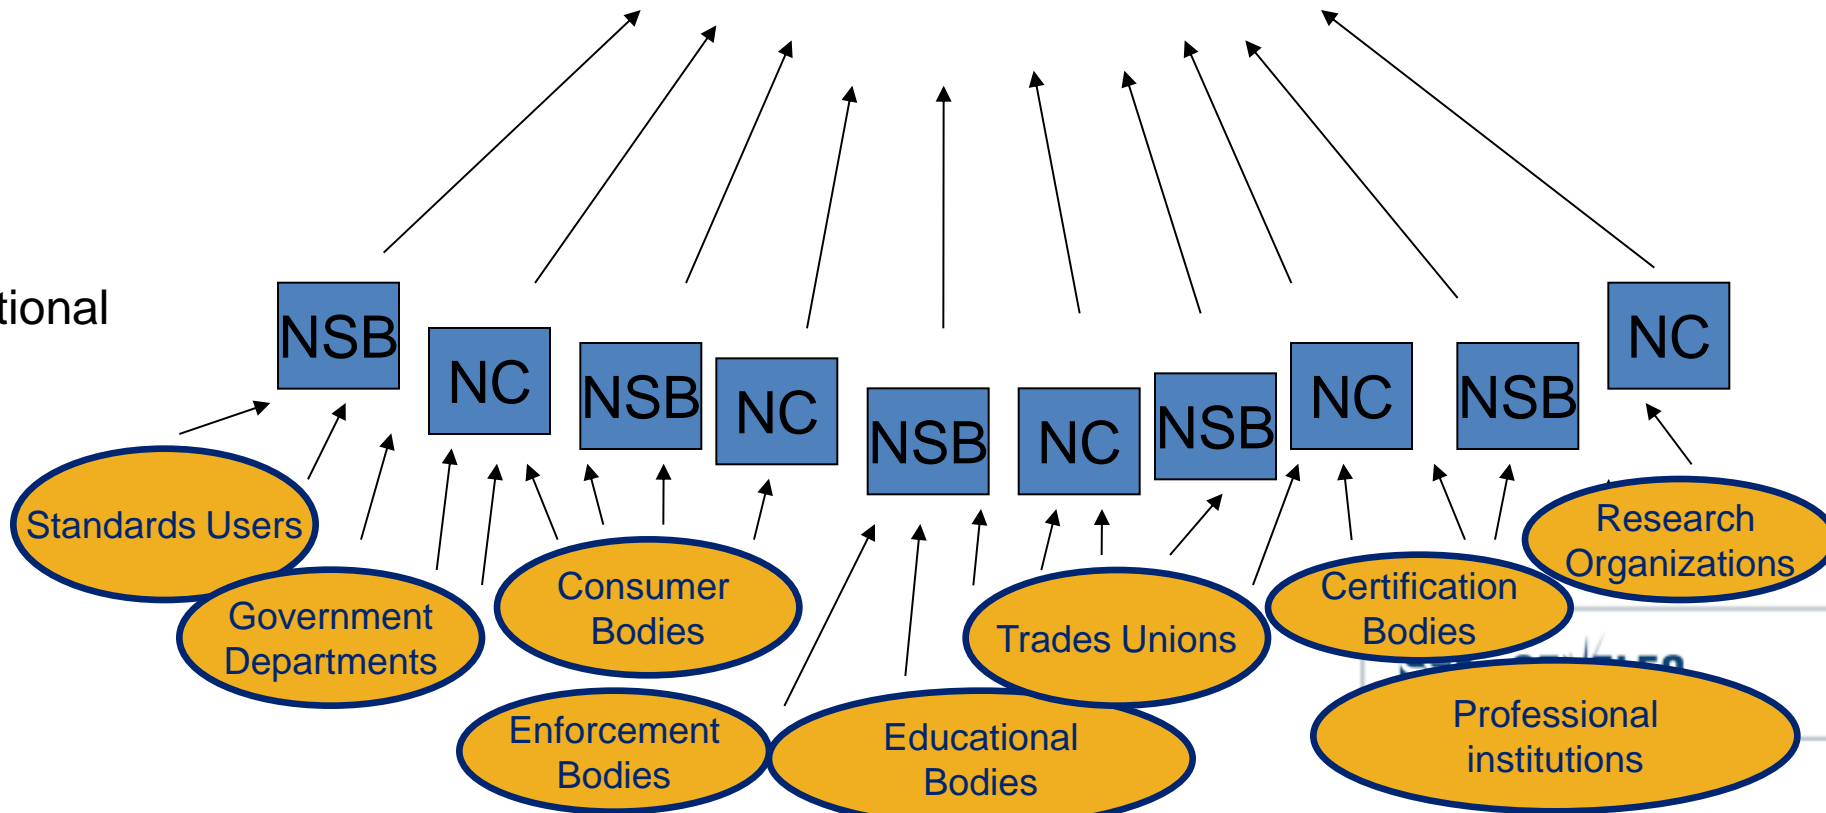 tional
NSB
NC
NSB
NC
NSB
NC
NSB
NC
NSB
NC
Standards Users
Government
Departments
Consumer
Bodies
Enforcement
Bodies
Educational
Bodies
Trades Unions
Certification
Bodies
Research
Organizations
Professional
institutions